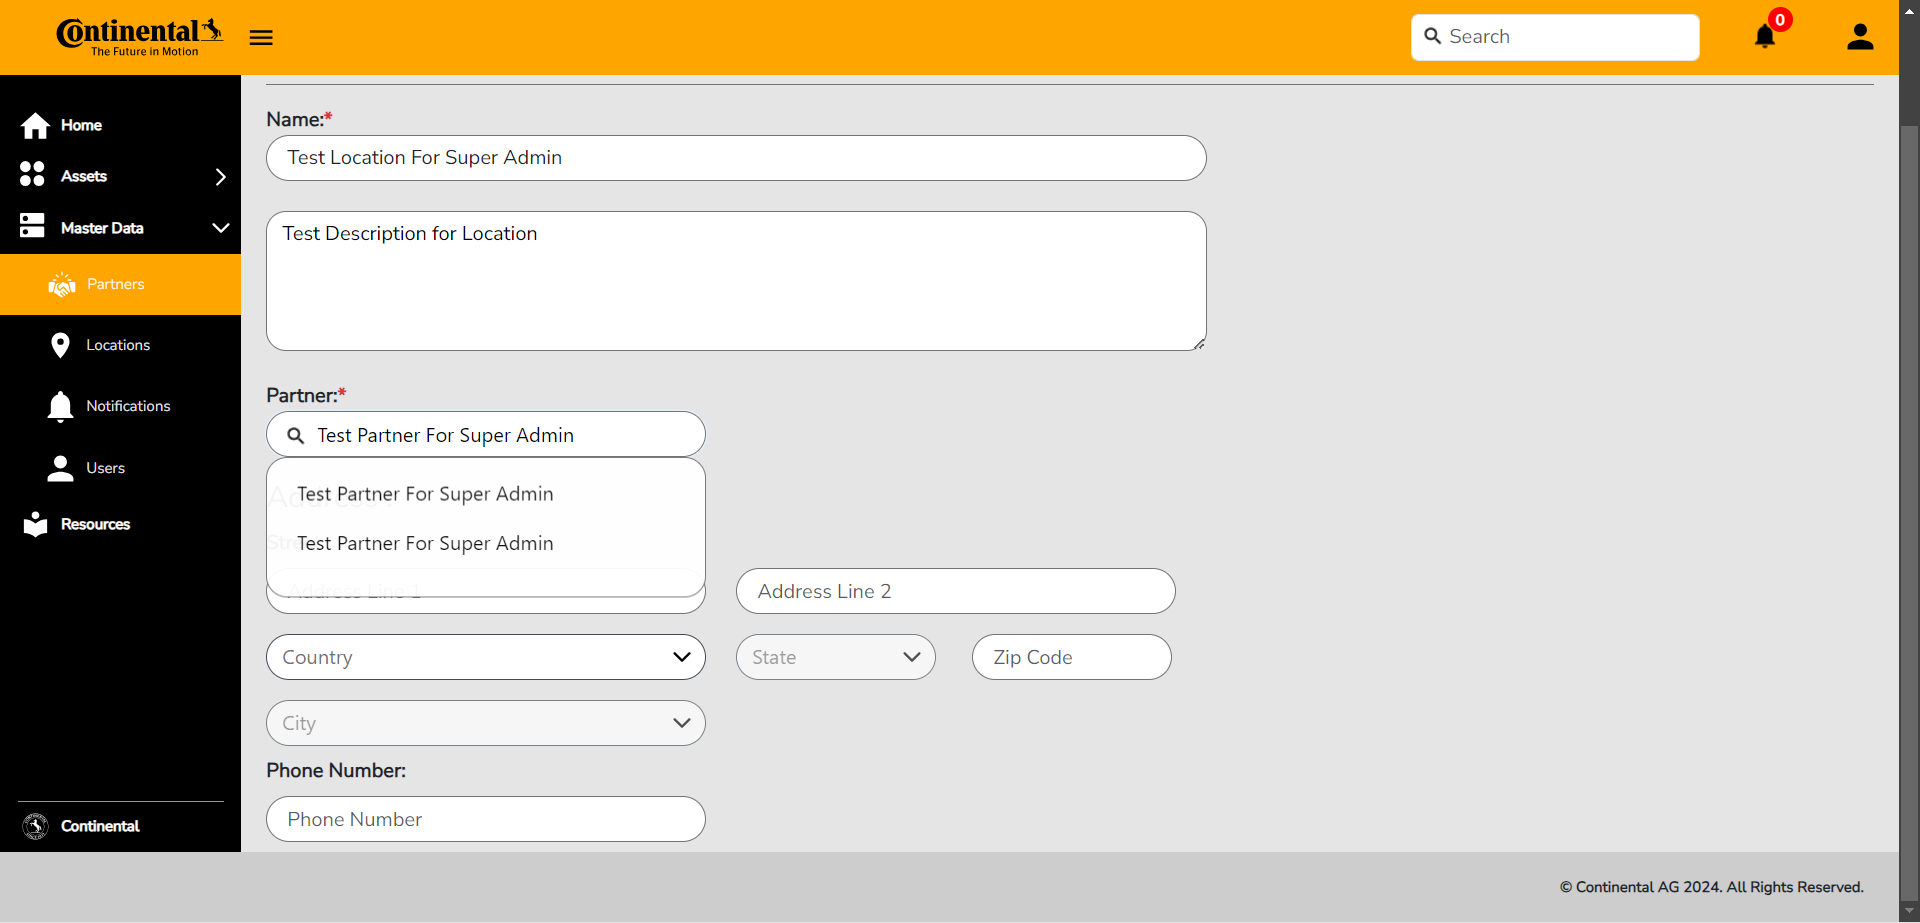 Continental
The Future in Motion
Search
0
Home
Assets
Master Data
Partners
Locations
Notifications
Users
Resources
Continental
Name:*
Test Location For Super Admin
Test Description for Location
Partner:*
Test Partner For Super Admin
Test Partner For Super Admin
Test Partner For Super Admin
Address Line 1
Address Line 2
Country
State
Zip Code
City
Phone Number:
Phone Number
© Continental AG 2024. All Rights Reserved.